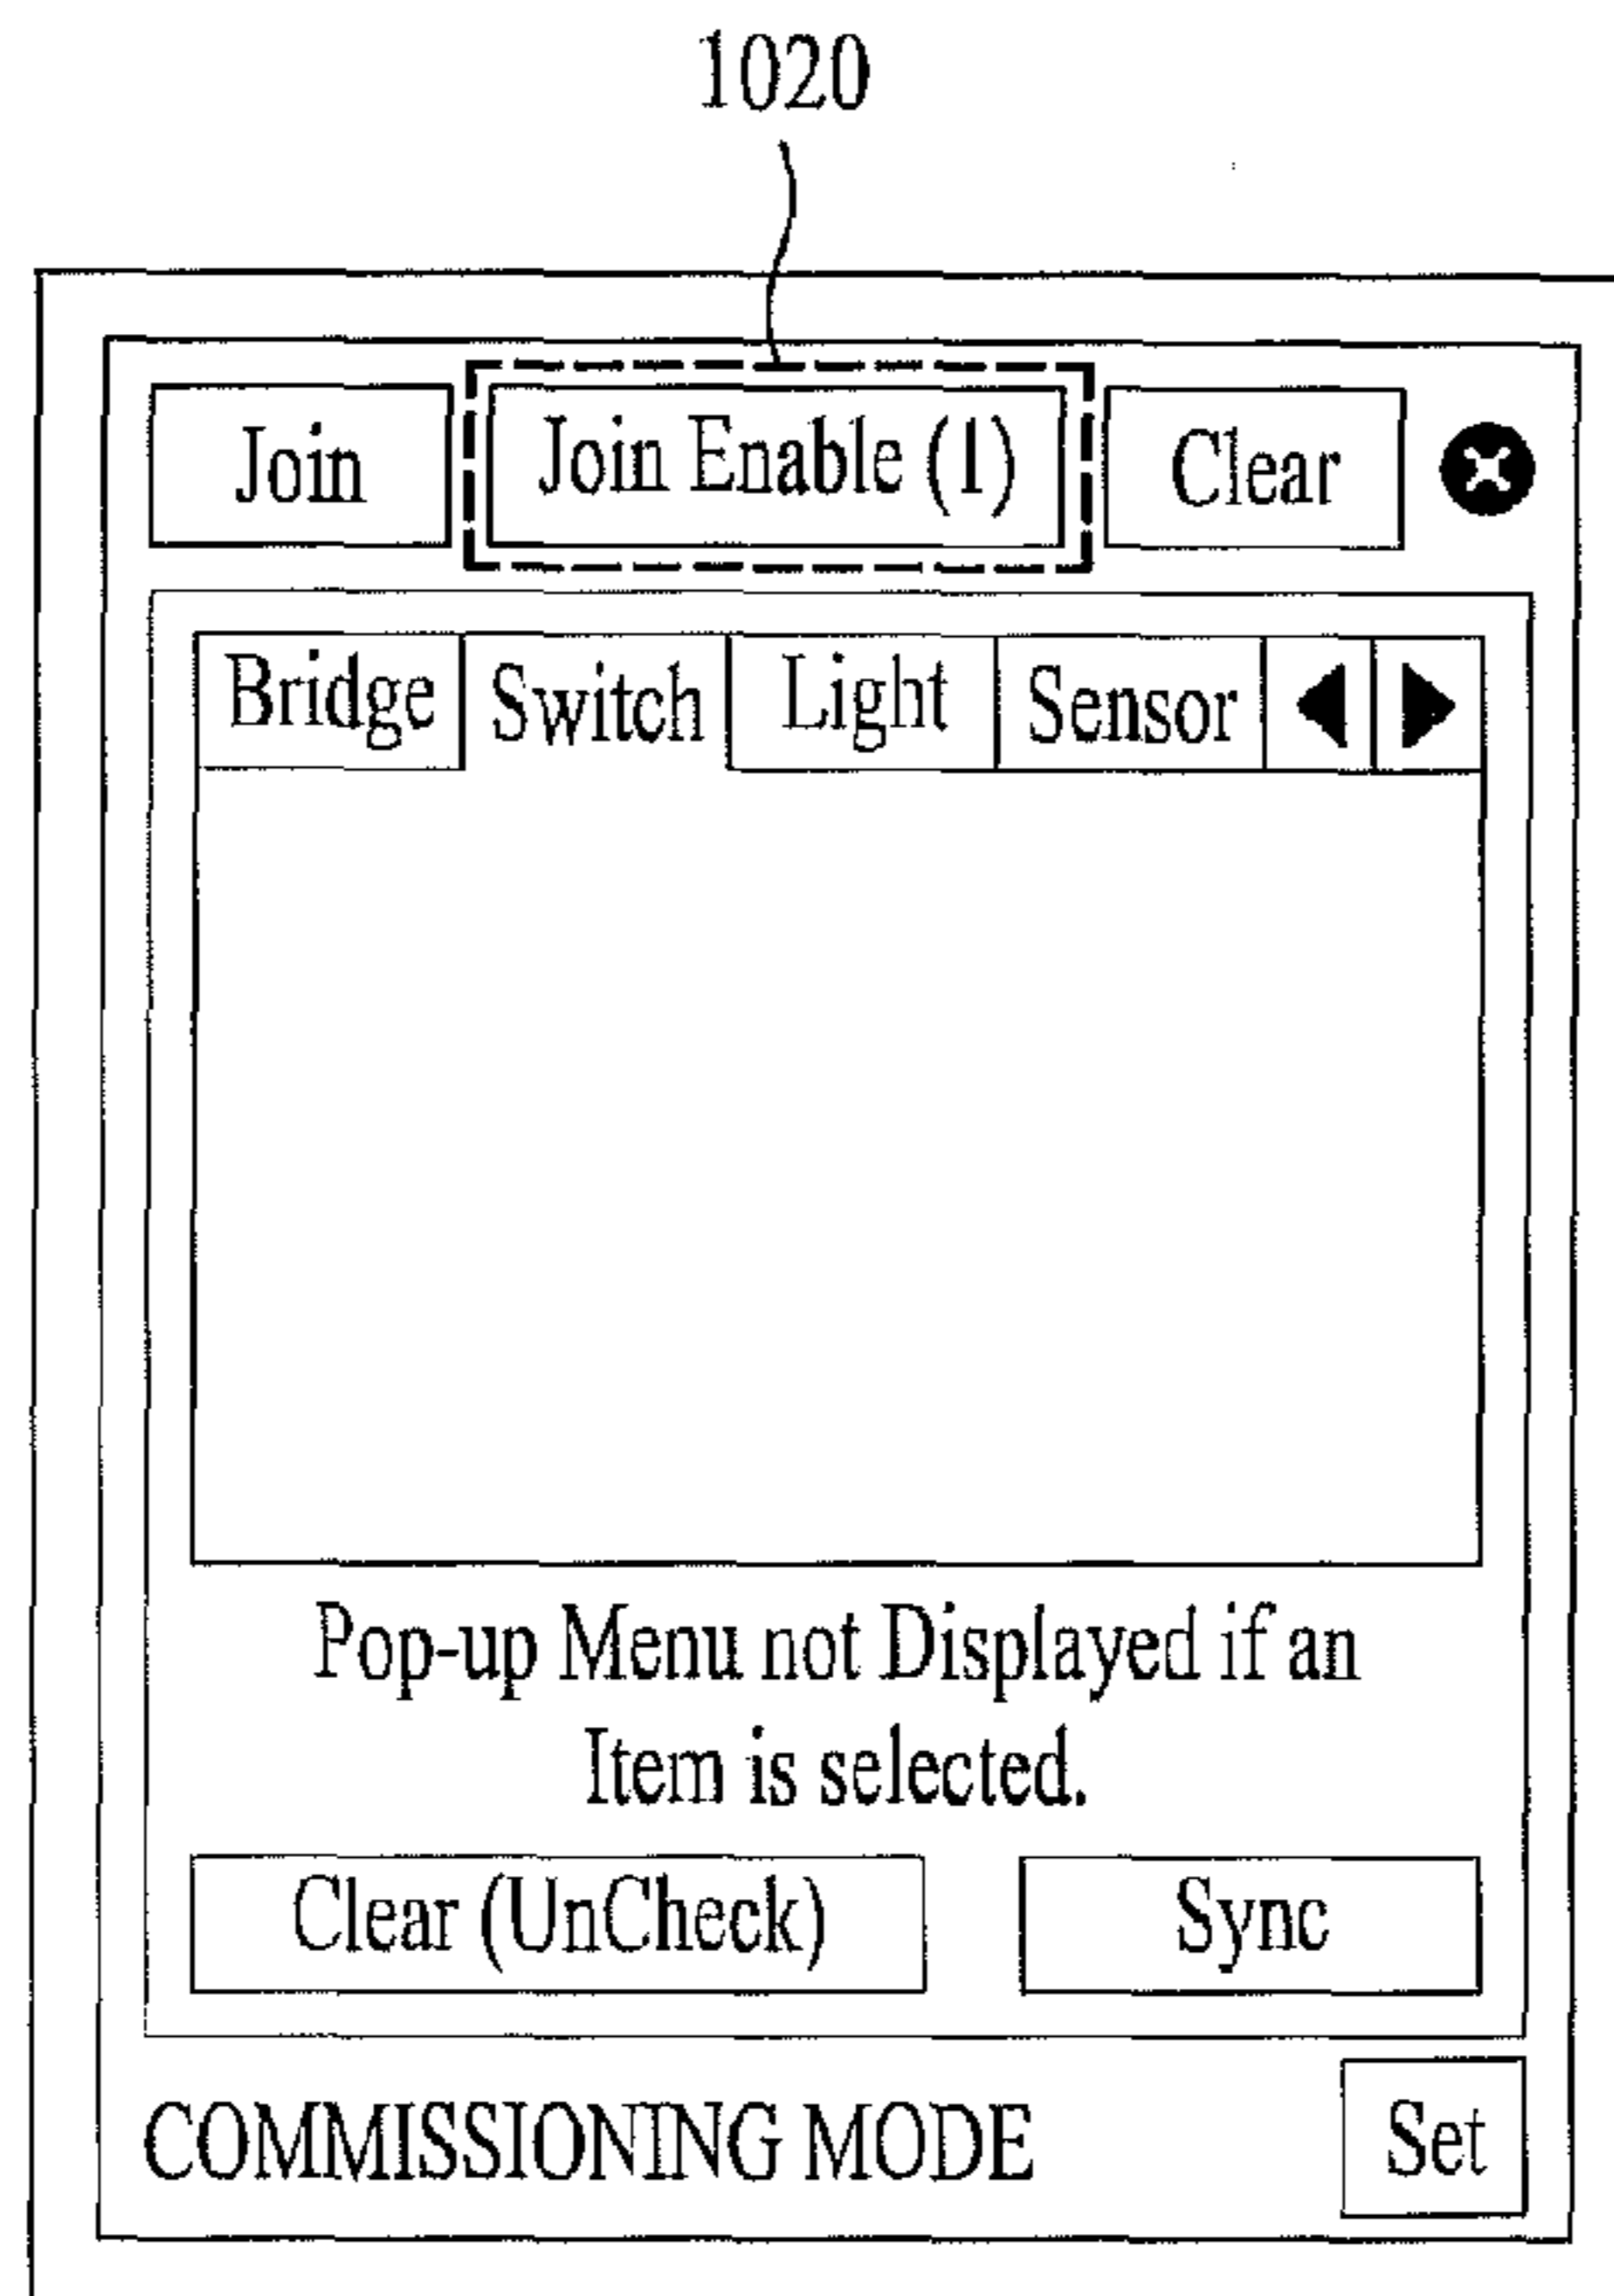 1020
Join
Join Enable (1)
Clear
Bridge
Switch
Light
Sensor
Pop-up Menu not Displayed if an
Item is selected.
Clear (UnCheck)
Sync
COMMISSIONING MODE
Set